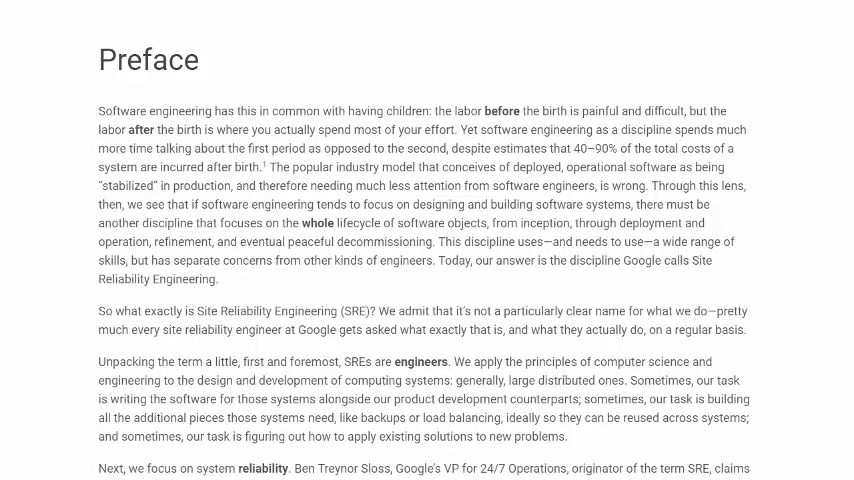 Preface
Software engineering has this in common with having children: the labor before the birth is painful and difficult, but the
labor after the birth is where you actually spend most of your effort. Yet software engineering as a discipline spends much
more time talking about the first period as opposed to the second, despite estimates that 40–90% of the total costs of a
system are incurred after birth.1 The popular industry model that conceives of deployed, operational software as being
“stabilized” in production, and therefore needing much less attention from software engineers, is wrong. Through this lens,
then, we see that if software engineering tends to focus on designing and building software systems, there must be
another discipline that focuses on the whole lifecycle of software objects, from inception, through deployment and
operation, refinement, and eventual peaceful decommissioning. This discipline uses—and needs to use—a wide range of
skills, but has separate concerns from other kinds of engineers. Today, our answer is the discipline Google calls Site
Reliability Engineering.
So what exactly is Site Reliability Engineering (SRE)? We admit that it’s not a particularly clear name for what we do—pretty
much every site reliability engineer at Google gets asked what exactly that is, and what they actually do, on a regular basis.
Unpacking the term a little, first and foremost, SREs are engineers. We apply the principles of computer science and
engineering to the design and development of computing systems: generally, large distributed ones. Sometimes, our task
is writing the software for those systems alongside our product development counterparts; sometimes, our task is building
all the additional pieces those systems need, like backups or load balancing, ideally so they can be reused across systems;
and sometimes, our task is figuring out how to apply existing solutions to new problems.
Next, we focus on system reliability. Ben Treynor Sloss, Google’s VP for 24/7 Operations, originator of the term SRE, claims